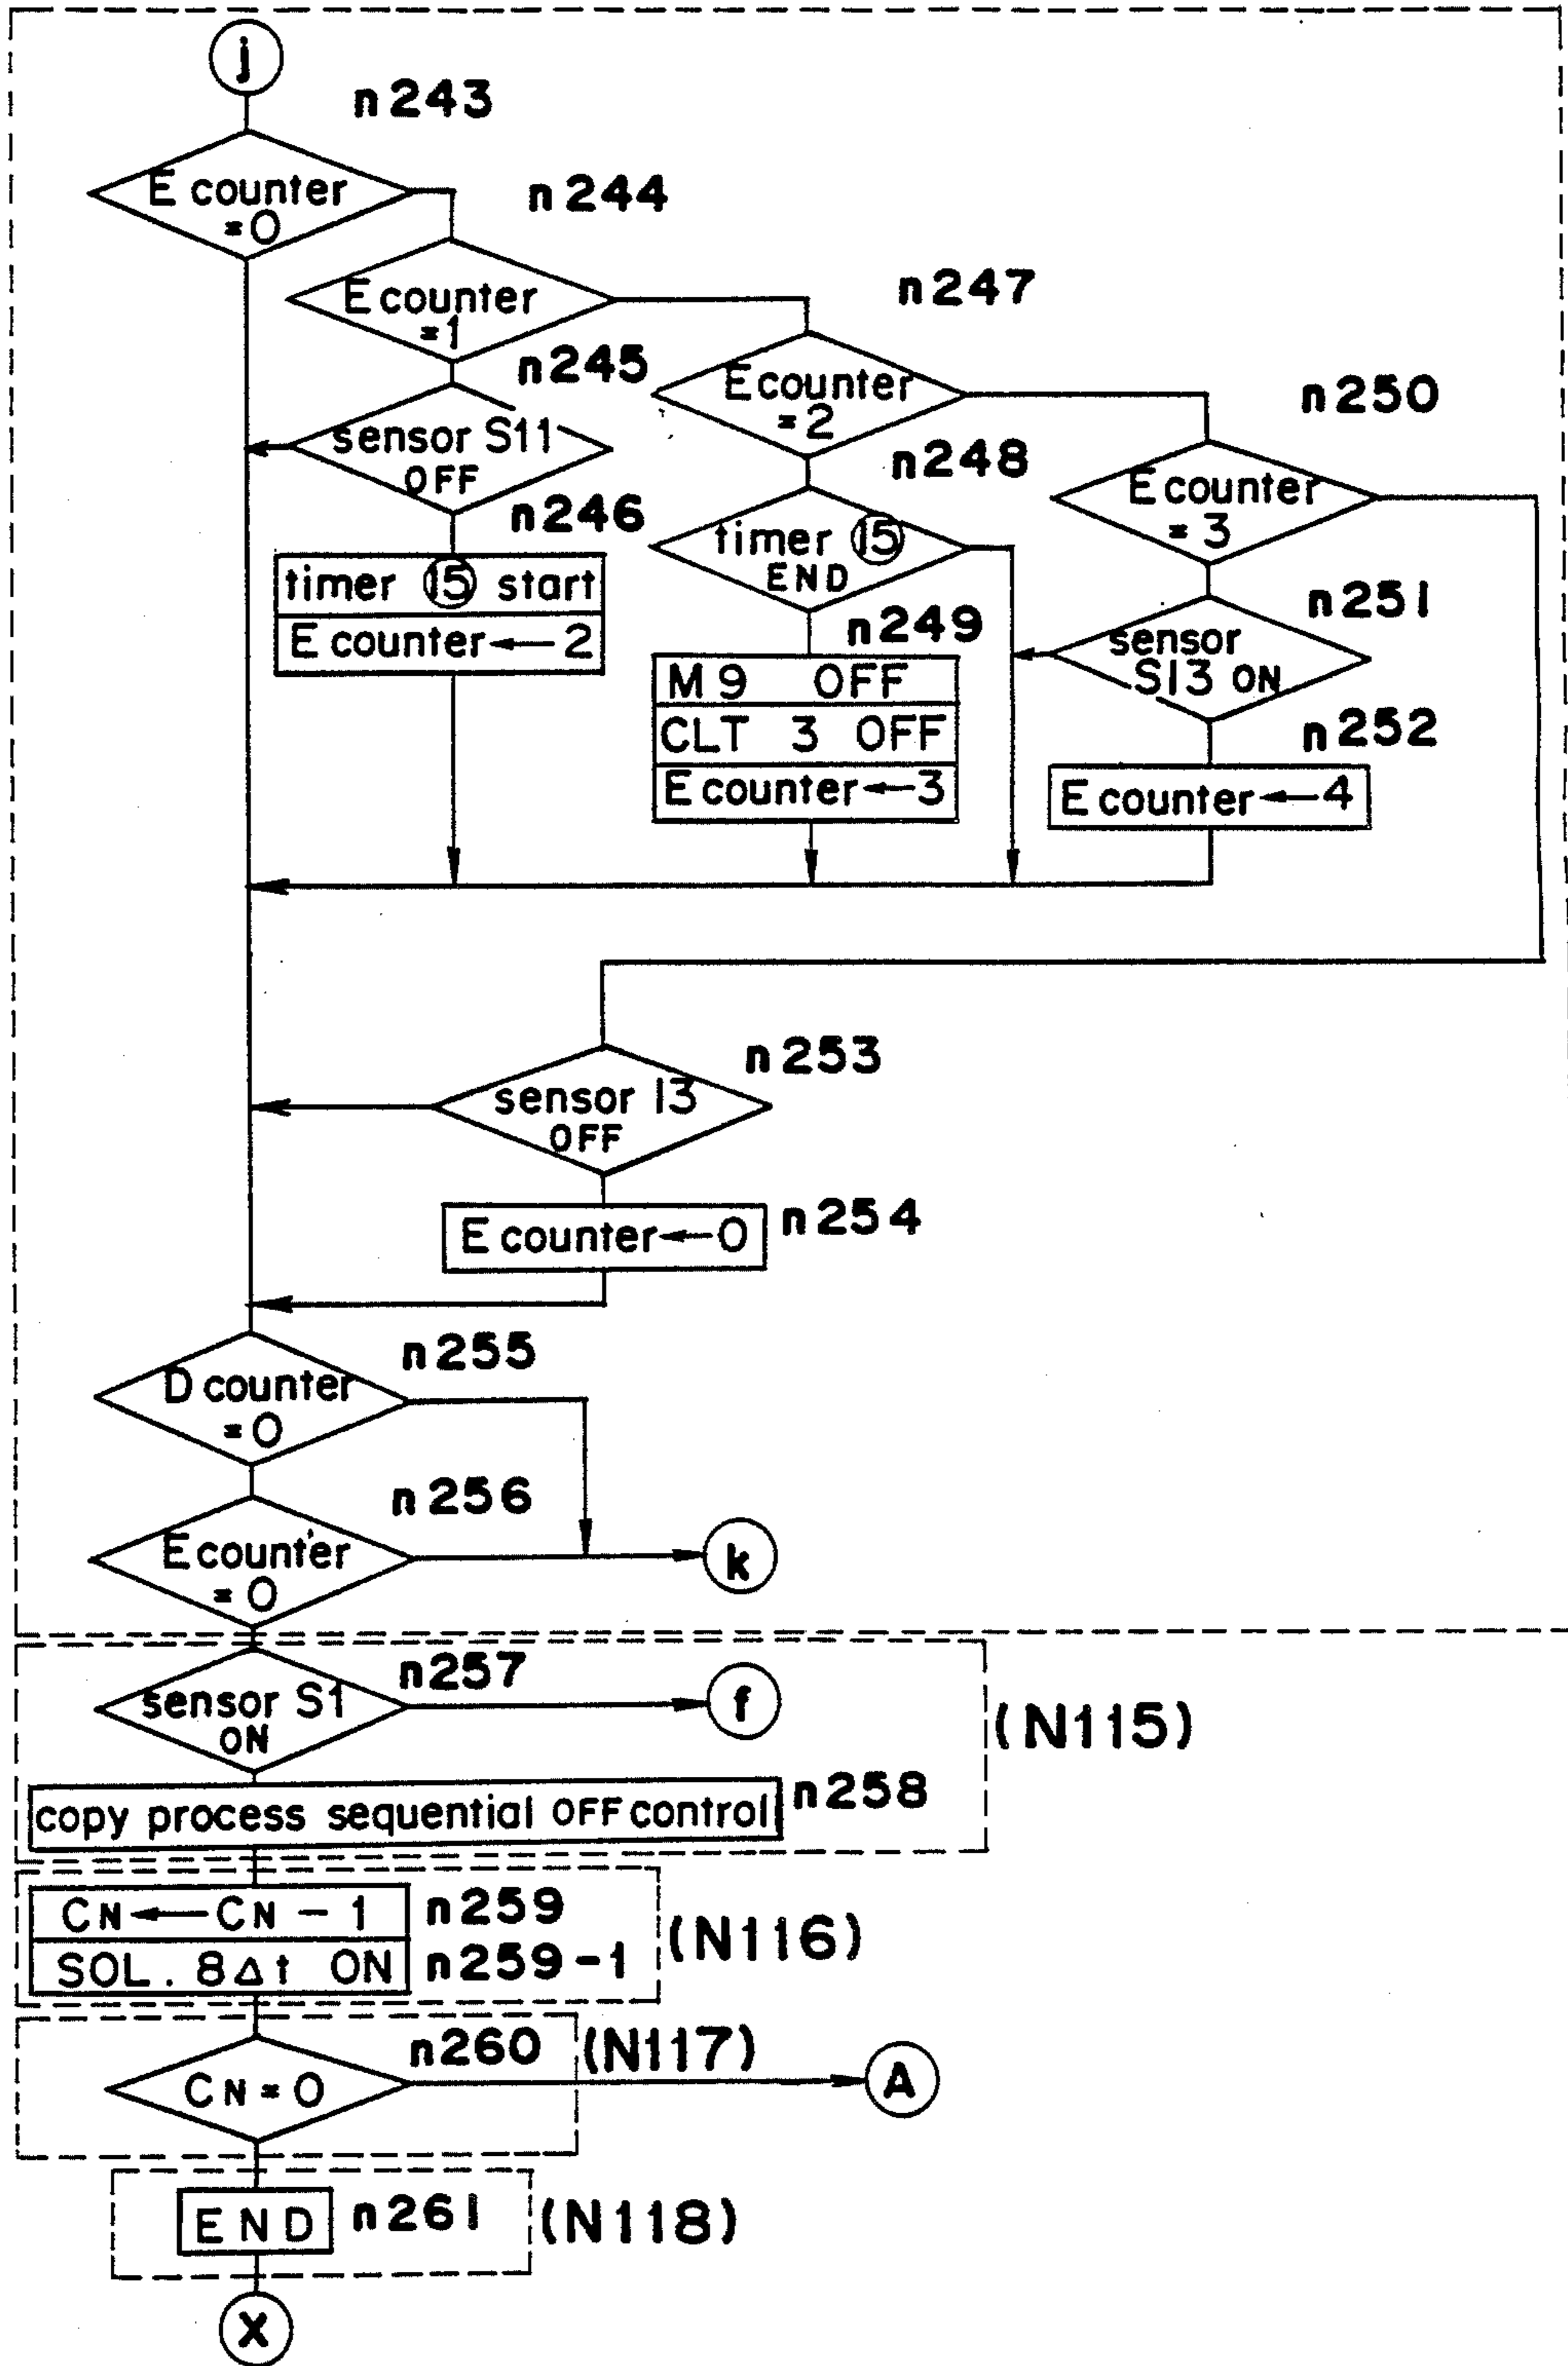 j
n243
E counter
=0
n244
E counter
=1
n247
n245
E counter
=2
n250
sensor S11
OFF
n248
E counter
=3
n246
timer ⑮
END
timer ⑮ start
E counter←2
n251
sensor
S13 ON
n249
M9 OFF
CLT 3 OFF
E counter←3
n252
E counter←4
n253
sensor 13
OFF
n254
E counter←0
n255
D counter
=0
n256
E counter
=0
k
n257
sensor S1
ON
f
(N115)
n258
copy process sequential OFF control
CN←CN-1
n259
(N116)
SOL. 8Δt ON
n259-1
n260
(N117)
CN=0
A
END
n261
(N118)
X